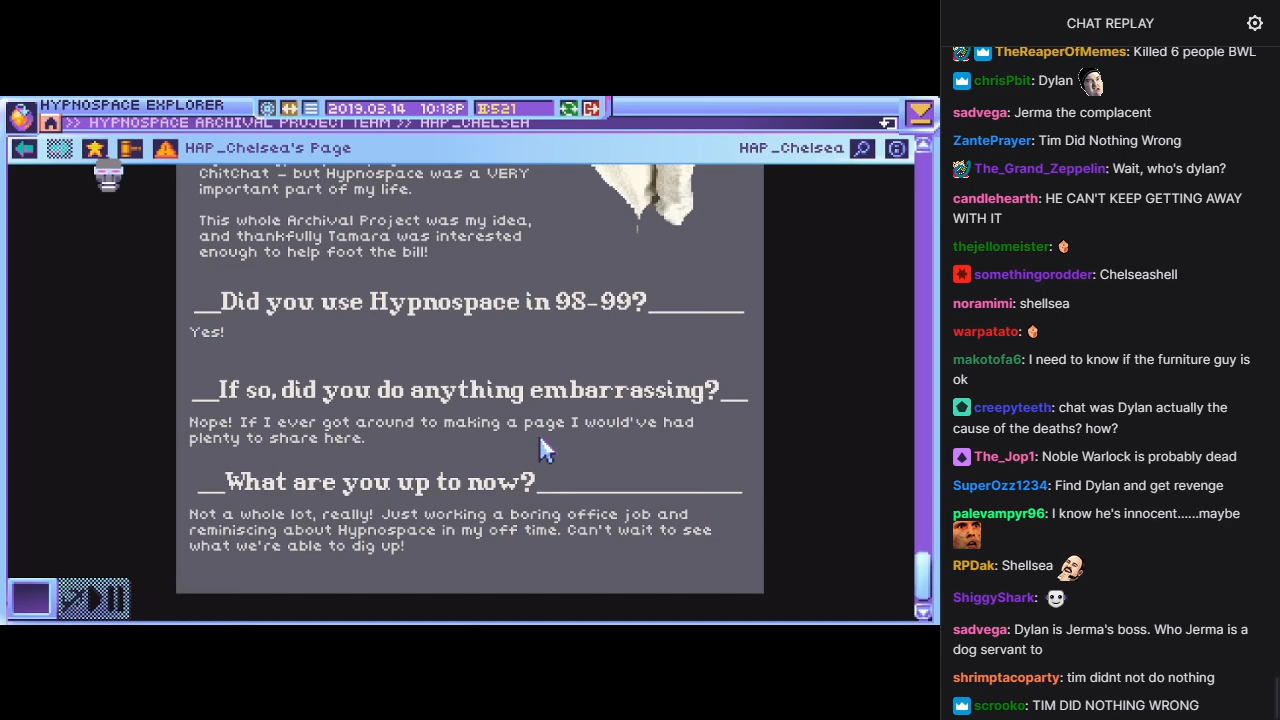 HYPNOSPACE EXPLORER
2019.03.14 10:18P
521
>> HYPNOSPACE ARCHIVAL PROJECT TEAM >> HAP_CHELSEA
HAP_Chelsea's Page
HAP_Chelsea
ChitChat - but Hypnospace was a VERY
important part of my life.
This whole Archival Project was my idea,
and thankfully Tamara was interested
enough to help foot the bill!
__Did you use Hypnospace in 98-99?________
Yes!
__If so, did you do anything embarrassing?__
Nope! If I ever got around to making a page I would've had
plenty to share here.
__What are you up to now?________________
Not a whole lot, really! Just working a boring office job and
reminiscing about Hypnospace in my off time. Can't wait to see
what we're able to dig up!
CHAT REPLAY
TheReaperOfMemes: Killed 6 people BWL
chrisPbit: Dylan
sadvega: Jerma the complacent
ZantePrayer: Tim Did Nothing Wrong
The_Grand_Zeppelin: Wait, who's dylan?
candlehearth: HE CAN'T KEEP GETTING AWAY
WITH IT
thejellomeister:
somethingorodder: Chelseashell
noramimi: shellsea
warpatato:
makotofa6: I need to know if the furniture guy is
ok
creepyteeth: chat was Dylan actually the
cause of the deaths? how?
The_Jop1: Noble Warlock is probably dead
SuperOzz1234: Find Dylan and get revenge
palevampyr96: I know he's innocent......maybe
RPDak: Shellsea
ShiggyShark:
sadvega: Dylan is Jerma's boss. Who Jerma is a
dog servant to
shrimptacoparty: tim didnt not do nothing
scrooko: TIM DID NOTHING WRONG